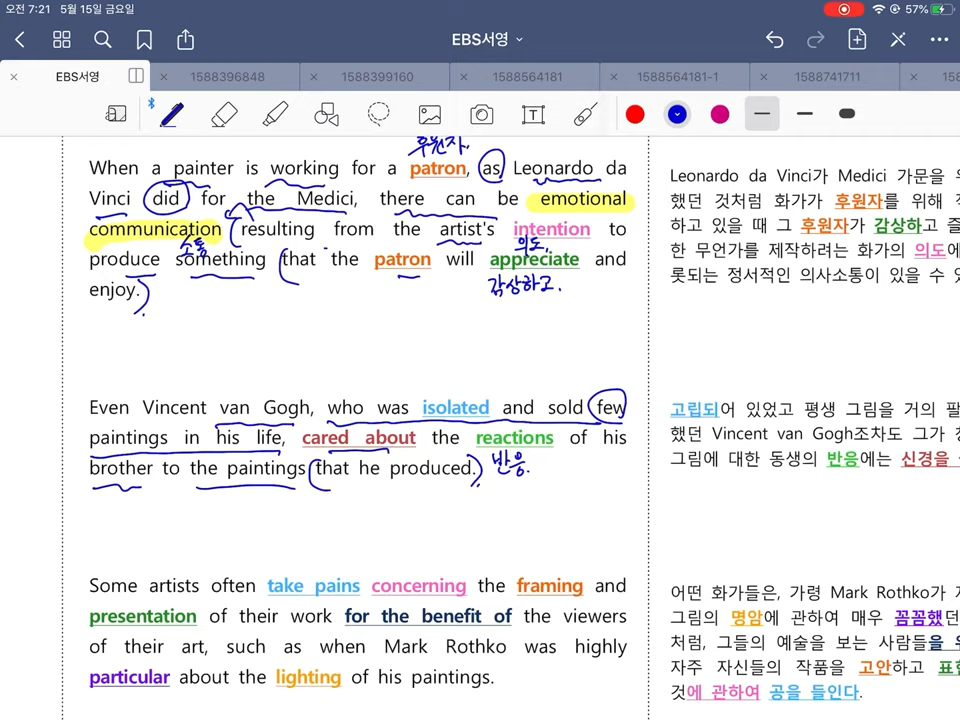 오전 7:21 5월 15일 금요일
57%
EBS서영
EBS서영 1588396848 1588399160 1588564181 1588564181-1 1588741711
후원자.
When a painter is working for a patron, as Leonardo da
Vinci did for the Medici, there can be emotional
communication resulting from the artist's intention to
소통 의도.
produce something that the patron will appreciate and
enjoy.
감상하고.
Even Vincent van Gogh, who was isolated and sold few
paintings in his life, cared about the reactions of his
brother to the paintings that he produced.
반응.
Some artists often take pains concerning the framing and
presentation of their work for the benefit of the viewers
of their art, such as when Mark Rothko was highly
particular about the lighting of his paintings.
Leonardo da Vinci가 Medici 가문을
했던 것처럼 화가가 후원자를 위해
하고 있을 때 그 후원자가 감상하고
한 무언가를 제작하려는 화가의 의도에
롯되는 정서적인 의사소통이 있을 수
고립되어 있었고 평생 그림을 거의
했던 Vincent van Gogh조차도 그가
그림에 대한 동생의 반응에는 신경을
어떤 화가들은, 가령 Mark Rothko가
그림의 명암에 관하여 매우 꼼꼼했던
처럼, 그들의 예술을 보는 사람들을
자주 자신들의 작품을 고안하고
것에 관하여 공을 들인다.